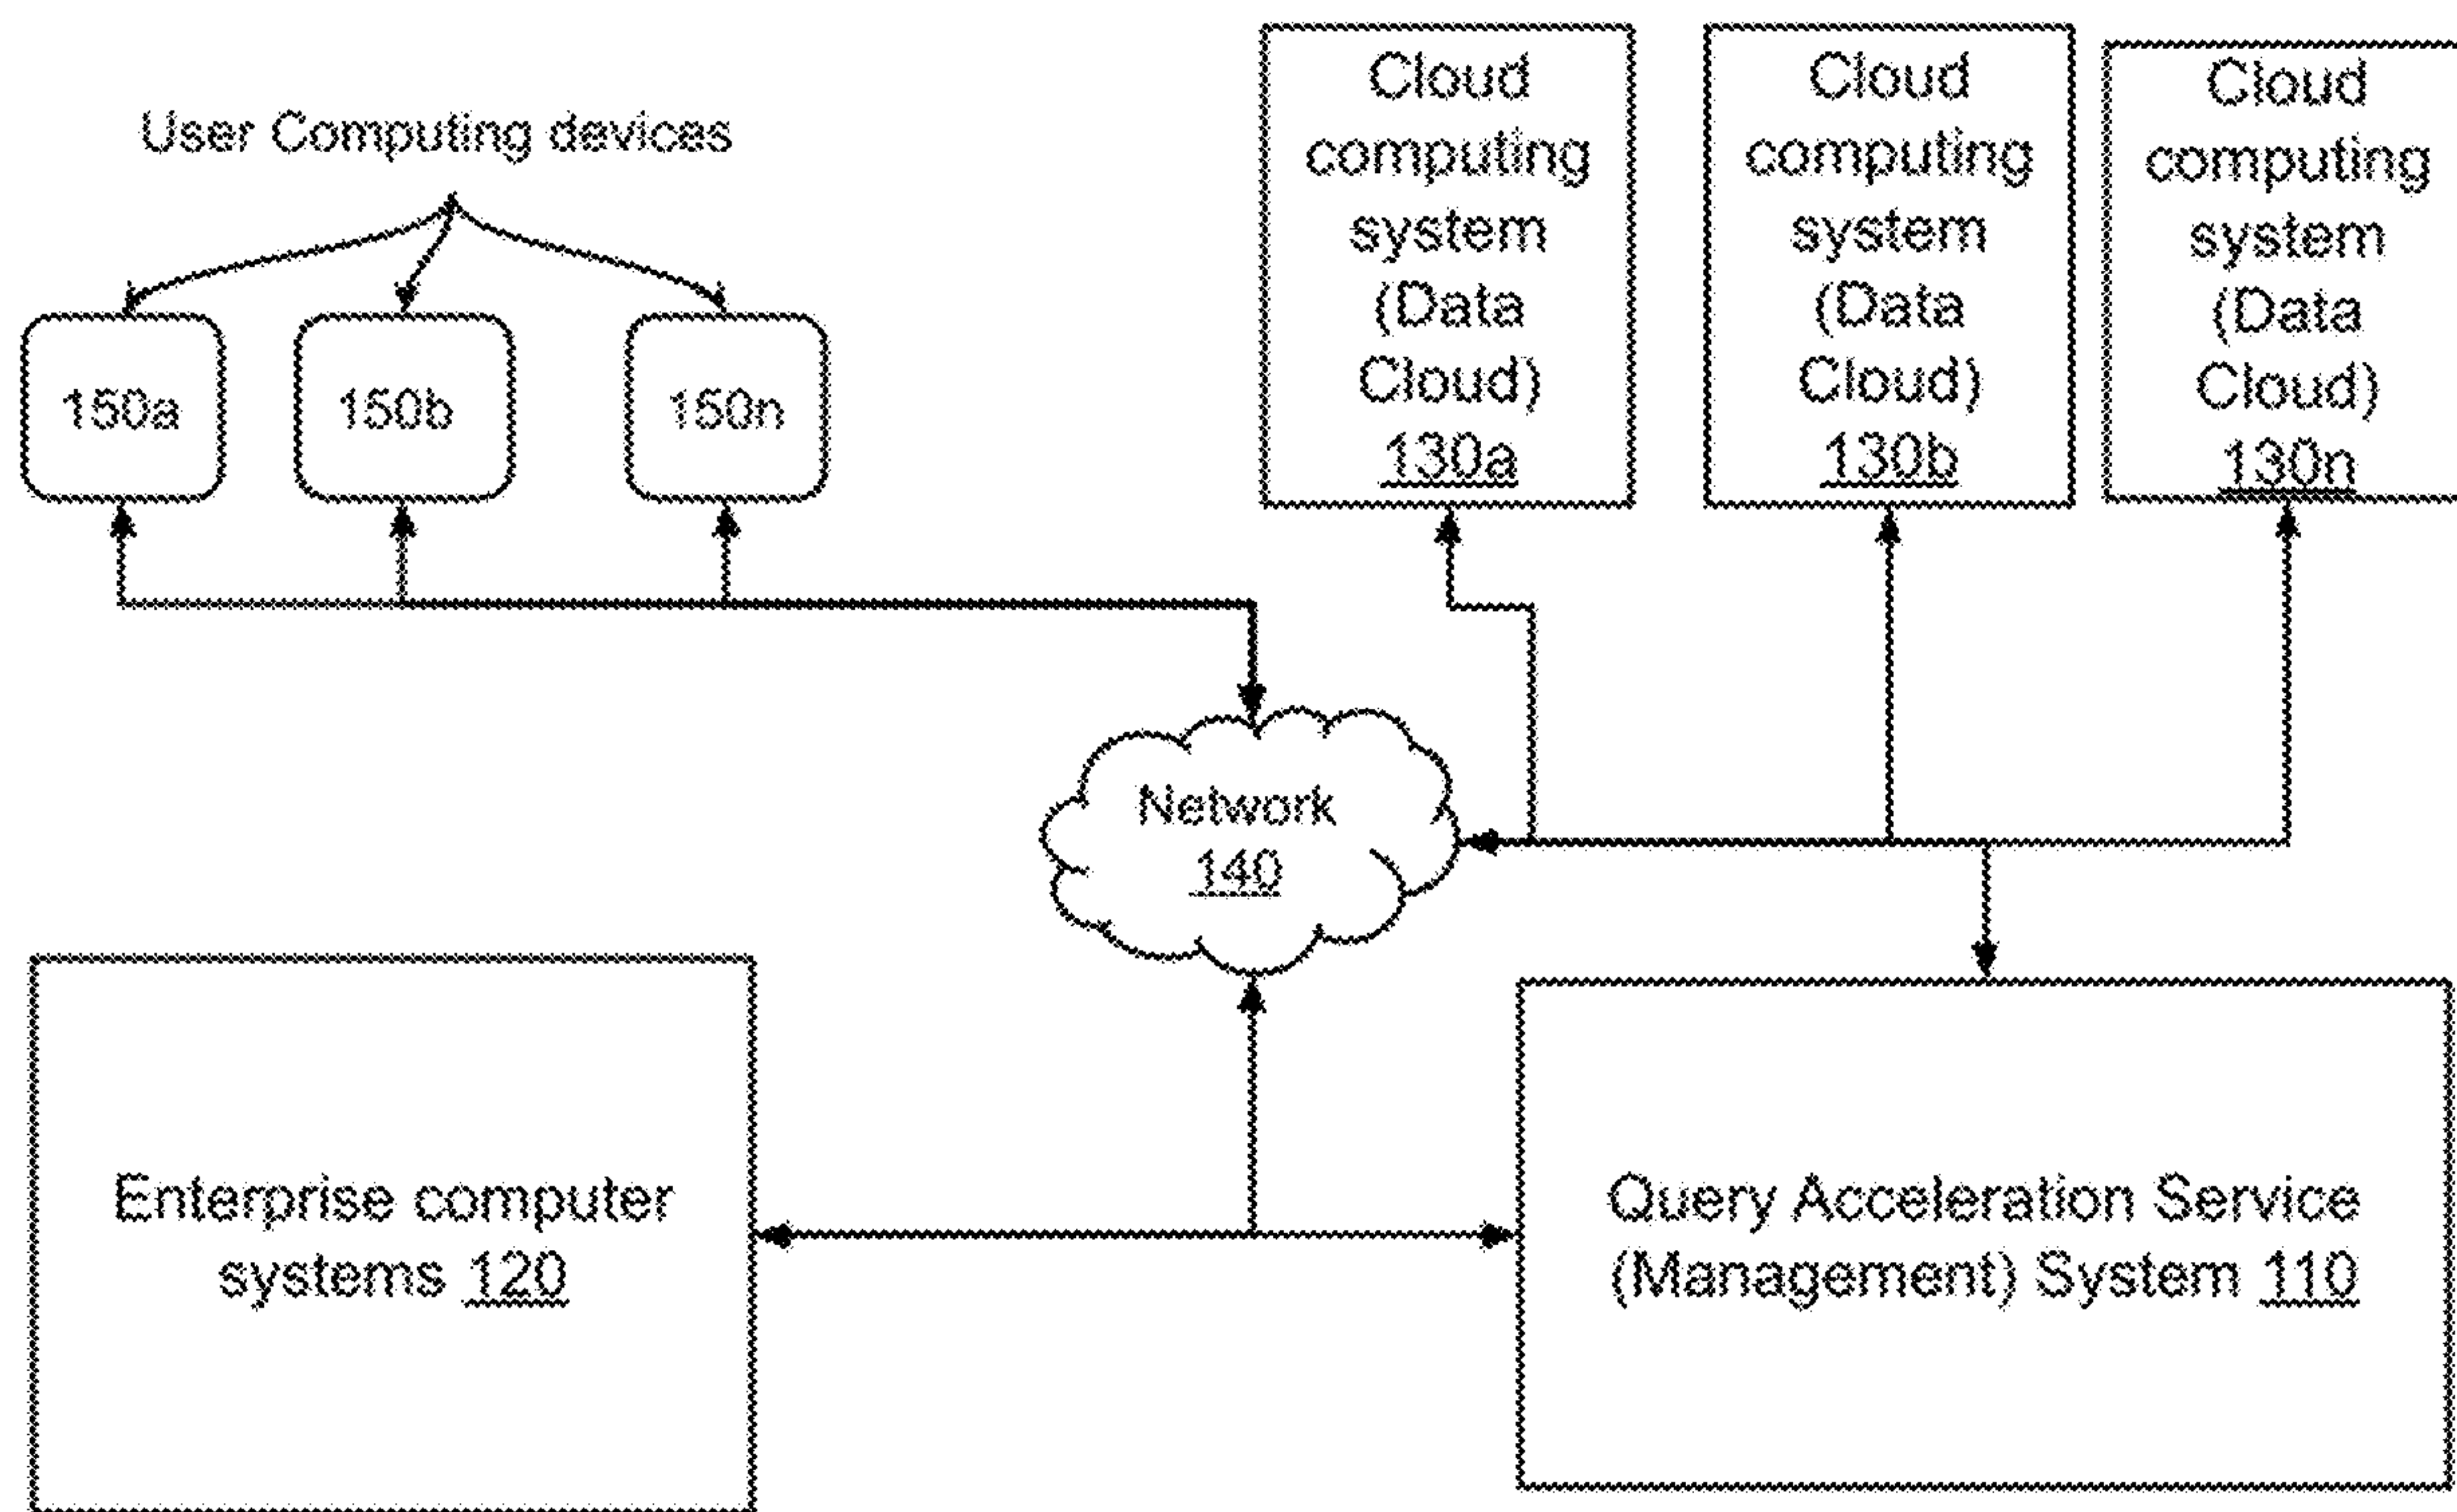 User Computing devices
150a
150b
150n
Cloud
computing
system
(Data
Cloud)
130a
Cloud
computing
system
(Data
Cloud)
130b
Cloud
computing
system
(Data
Cloud)
130n
Network
140
Enterprise computer
systems 120
Query Acceleration Service
(Management) System 110